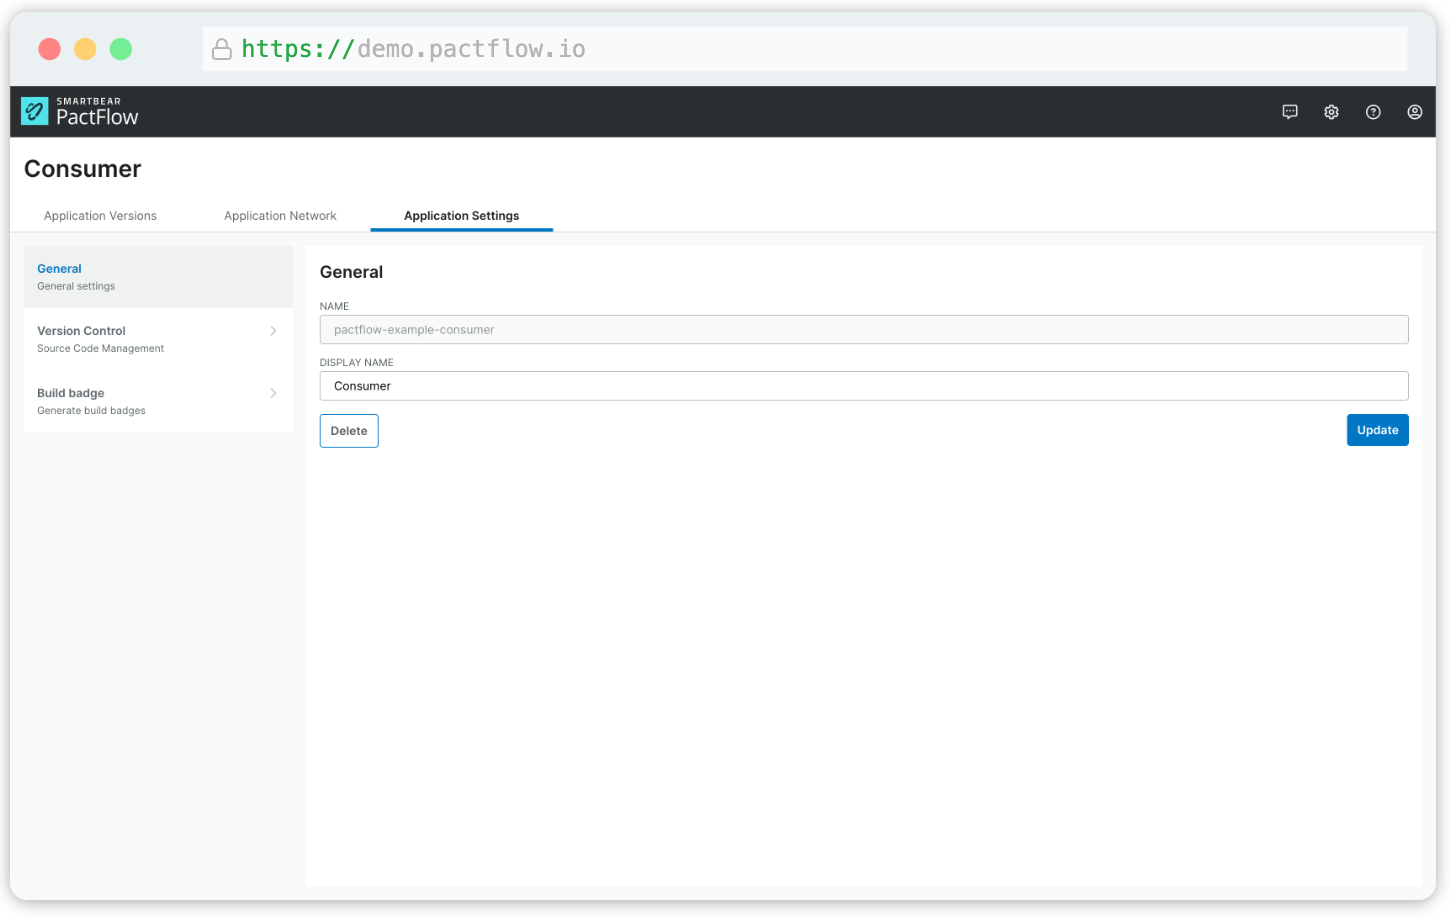 https://demo.pactflow.io
SMARTBEAR
PactFlow
Consumer
Application Versions
Application Network
Application Settings
General
General settings
Version Control
Source Code Management
Build badge
Generate build badges
General
NAME
pactflow-example-consumer
DISPLAY NAME
Consumer
Delete
Update